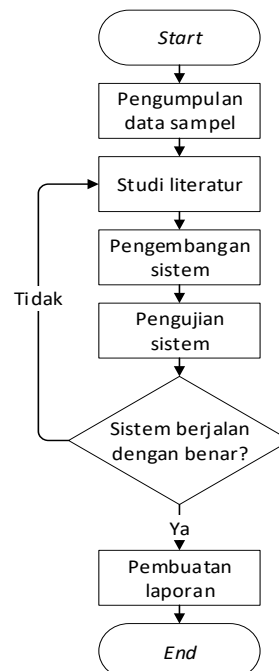 Start
Pengumpulan
data sampel
Studi literatur
Pengembangan
sistem
Tidak
Pengujian
sistem
Sistem berjalan
dengan benar?
Ya
Pembuatan
laporan
End